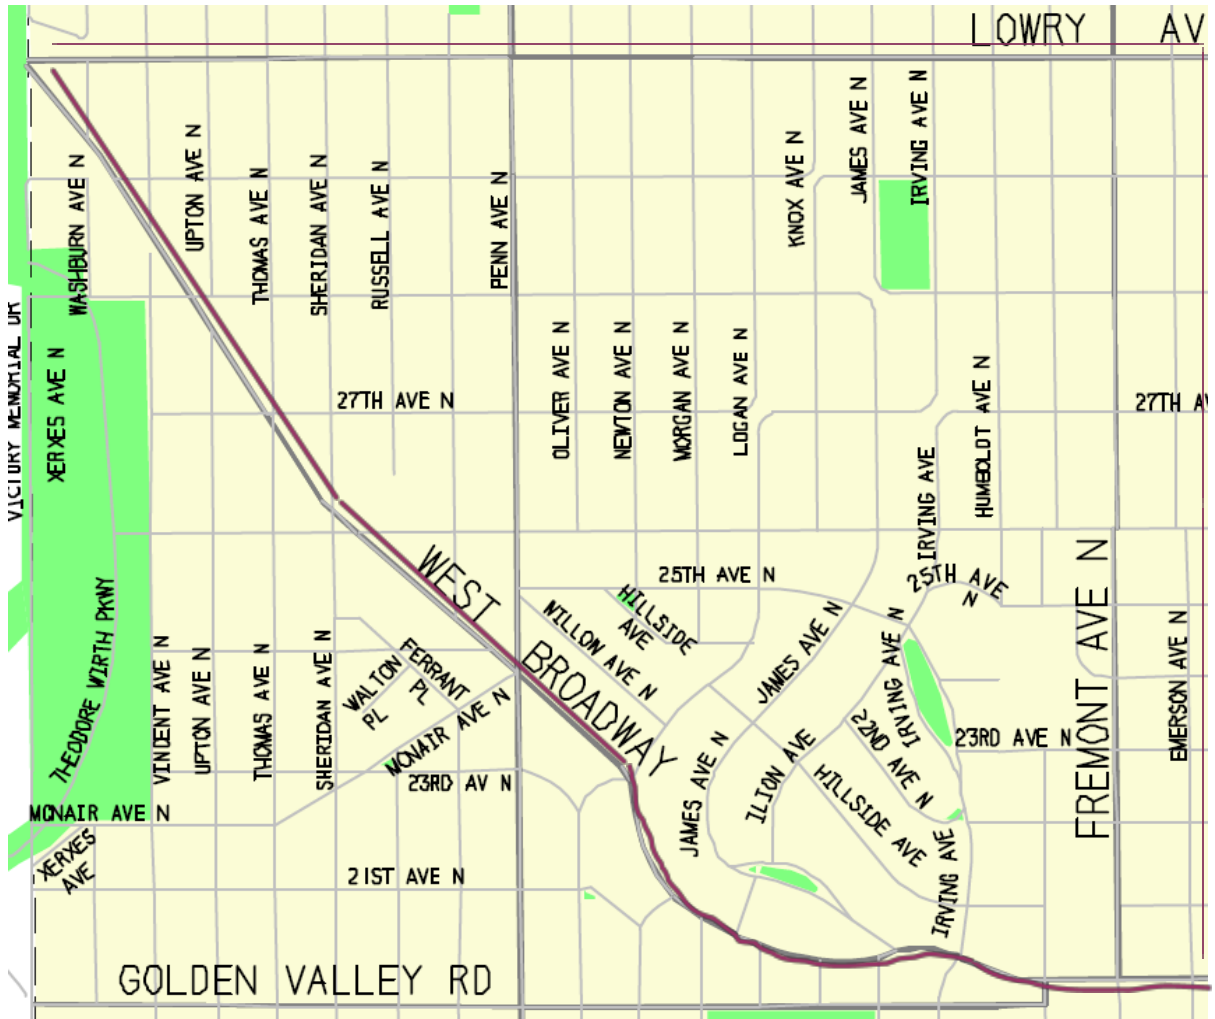 LOWRY AV
JAMES AVE N
IRVING AVE N
KNOX AVE N
UPTON AVE N
WASHBURN AVE N
THOMAS AVE N
SHERIDAN AVE N
RUSSELL AVE N
PENN AVE N
VICTORY MEMORIAL DR
XERXES AVE N
27TH AVE N
OLIVER AVE N
NEWTON AVE N
MORGAN AVE N
LOGAN AVE N
HUMBOLDT AVE N
27TH AV
IRVING AVE
WEST
BROADWAY
25TH AVE N
25TH AVE
N
HILLSIDE
AVE
WILLOW AVE N
JAMES AVE N
IRVING AVE N
IRVI
FREMONT AVE N
EMERSON AVE N
THEODORE WIRTH PKWY
VINCENT AVE N
UPTON AVE N
THOMAS AVE N
SHERIDAN AVE N
WALTON
PL
FERRANT
PL
MCNAIR AVE N
23RD AV N
JAMES AVE N
ILION AVE
22ND AVE N
HILLSIDE AVE
23RD AVE N
IRVING AVE
MCNAIR AVE N
XERXES
AVE
21ST AVE N
GOLDEN VALLEY RD